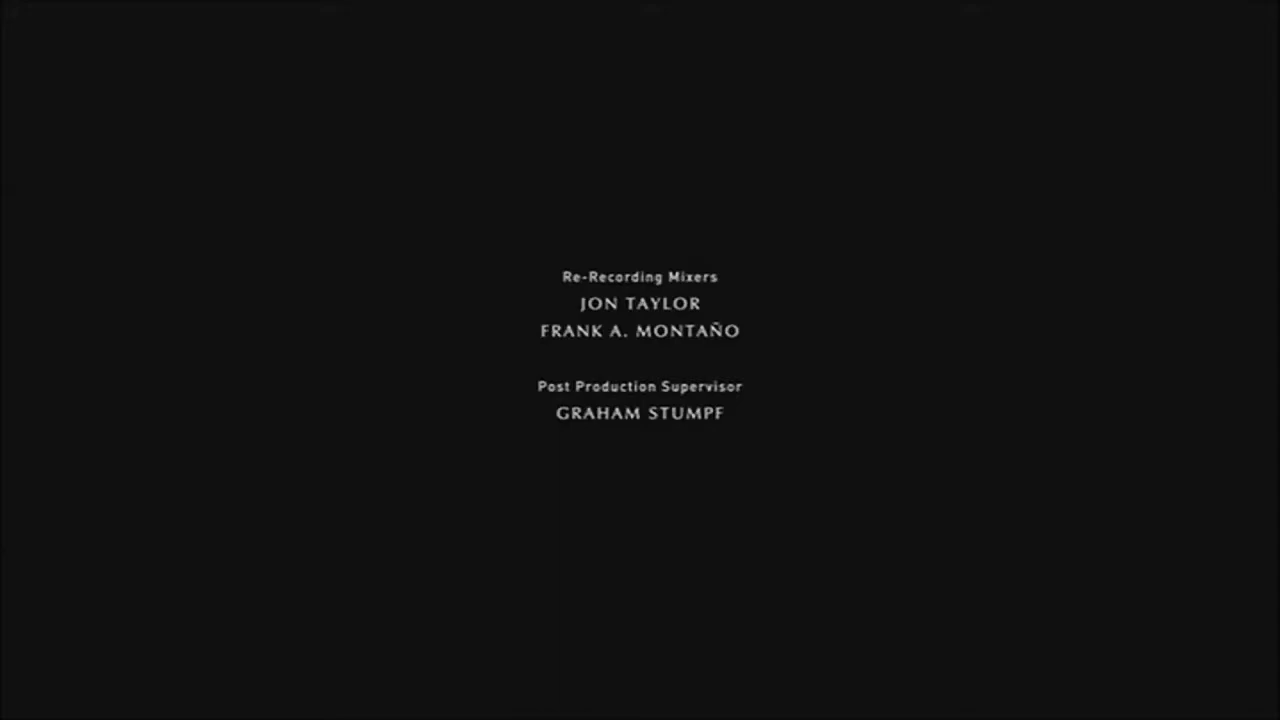 Re-Recording Mixers
JON TAYLOR
FRANK A. MONTAÑO
Post Production Supervisor
GRAHAM STUMPF